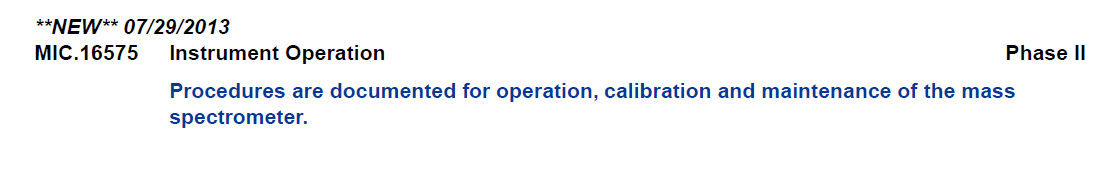 **NEW** 07/29/2013
MIC.16575 Instrument Operation Phase II
Procedures are documented for operation, calibration and maintenance of the mass
spectrometer.